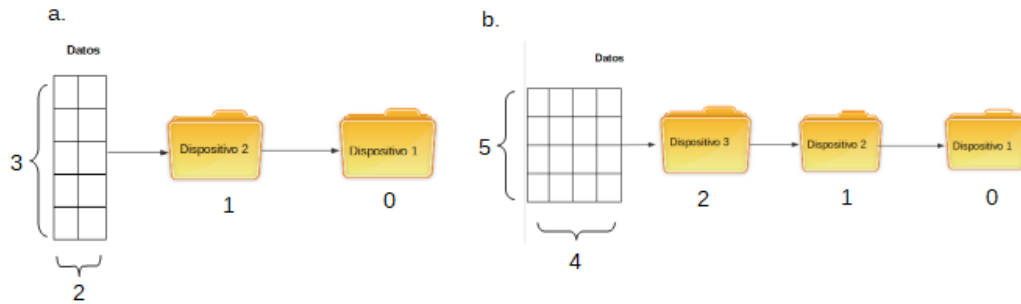 a.
Datos
3
Dispositivo 2
Dispositivo 1
1
0
2
b.
Datos
5
Dispositivo 3
Dispositivo 2
Dispositivo 1
2
1
0
4